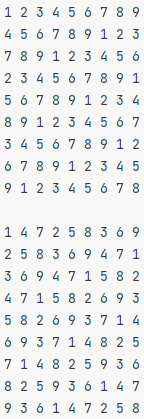 1 2 3 4 5 6 7 8 9
4 5 6 7 8 9 1 2 3
7 8 9 1 2 3 4 5 6
2 3 4 5 6 7 8 9 1
5 6 7 8 9 1 2 3 4
8 9 1 2 3 4 5 6 7
3 4 5 6 7 8 9 1 2
6 7 8 9 1 2 3 4 5
9 1 2 3 4 5 6 7 8

1 4 7 2 5 8 3 6 9
2 5 8 3 6 9 4 7 1
3 6 9 4 7 1 5 8 2
4 7 1 5 8 2 6 9 3
5 8 2 6 9 3 7 1 4
6 9 3 7 1 4 8 2 5
7 1 4 8 2 5 9 3 6
8 2 5 9 3 6 1 4 7
9 3 6 1 4 7 2 5 8